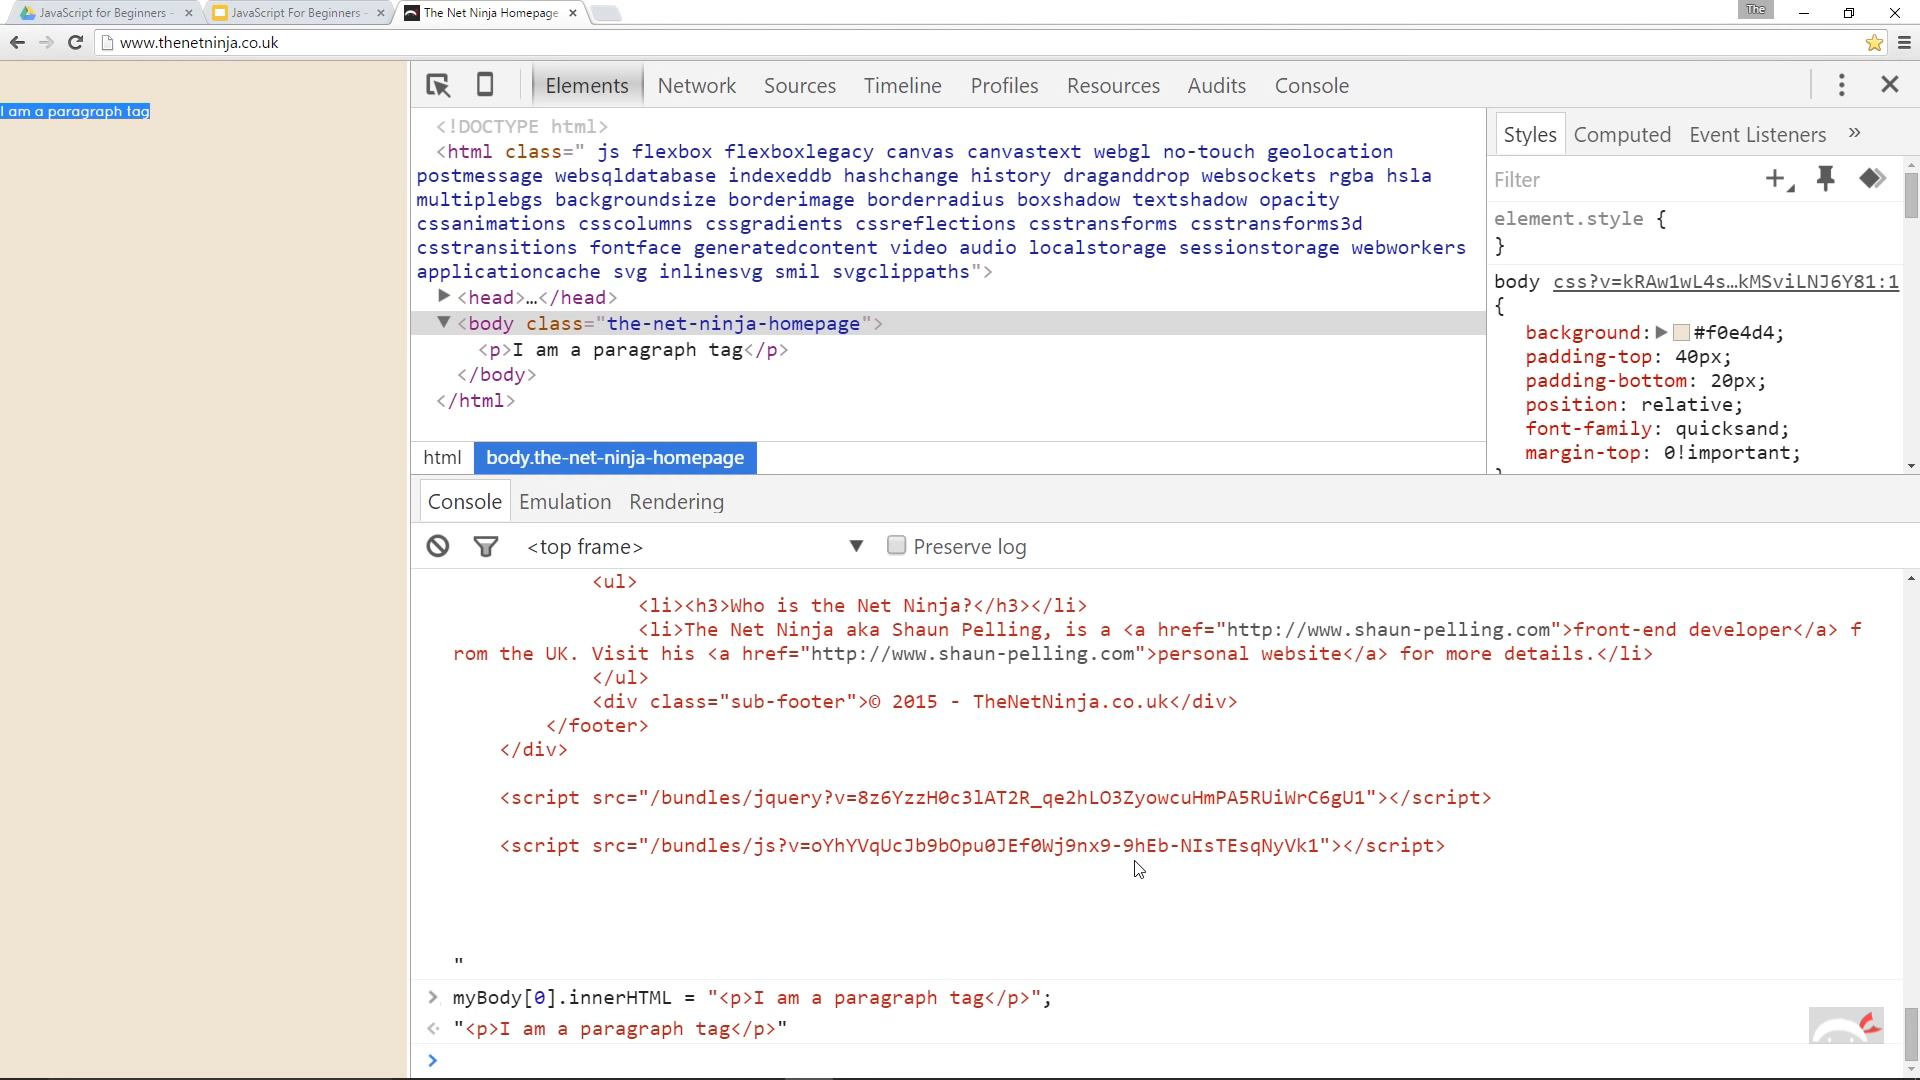 JavaScript for Beginners -
JavaScript For Beginners -
The Net Ninja Homepage
The
www.thenetninja.co.uk
I am a paragraph tag
Elements Network Sources Timeline Profiles Resources Audits Console
<!DOCTYPE html>
<html class=" js flexbox flexboxlegacy canvas canvastext webgl no-touch geolocation
postmessage websqldatabase indexeddb hashchange history draganddrop websockets rgba hsla
multiplebgs backgroundsize borderimage borderradius boxshadow textshadow opacity
cssanimations csscolumns cssgradients cssreflections csstransforms csstransforms3d
csstransitions fontface generatedcontent video audio localstorage sessionstorage webworkers
applicationcache svg inlinesvg smil svgclippaths">
<head>…</head>
<body class="the-net-ninja-homepage">
<p>I am a paragraph tag</p>
</body>
</html>
html body.the-net-ninja-homepage
Styles Computed Event Listeners »
Filter
element.style {
}
body css?v=kRAw1wL4s…kMSviLNJ6Y81:1
{
background: #f0e4d4;
padding-top: 40px;
padding-bottom: 20px;
position: relative;
font-family: quicksand;
margin-top: 0!important;
Console Emulation Rendering
<top frame> Preserve log
<ul>
<li><h3>Who is the Net Ninja?</h3></li>
<li>The Net Ninja aka Shaun Pelling, is a <a href="http://www.shaun-pelling.com">front-end developer</a> f
rom the UK. Visit his <a href="http://www.shaun-pelling.com">personal website</a> for more details.</li>
</ul>
<div class="sub-footer">© 2015 - TheNetNinja.co.uk</div>
</footer>
</div>
<script src="/bundles/jquery?v=8z6YzzH0c3lAT2R_qe2hLO3ZyowcuHmPA5RUiWrC6gU1"></script>
<script src="/bundles/js?v=oYhYVqUcJb9bOpu0JEf0Wj9nx9-9hEb-NIsTEsqNyVk1"></script>
"
> myBody[0].innerHTML = "<p>I am a paragraph tag</p>";
"<p>I am a paragraph tag</p>"
>